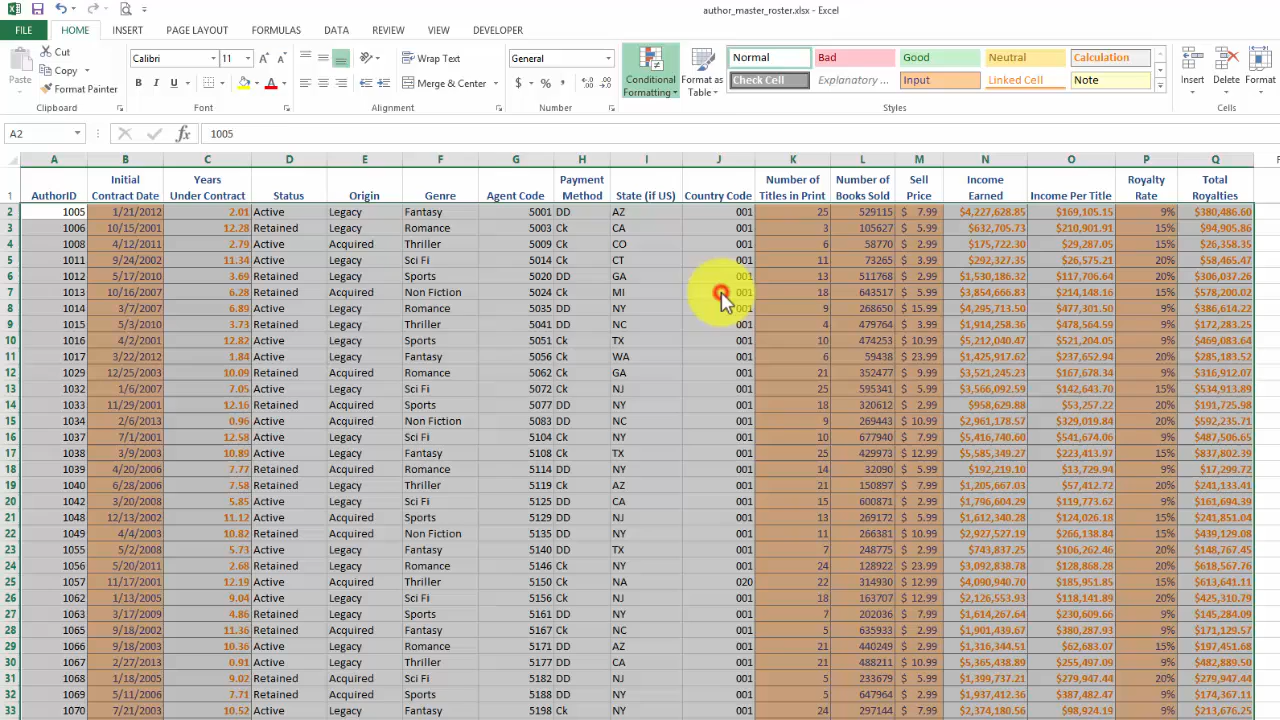 author_master_roster.xlsx - Excel
FILE HOME INSERT PAGE LAYOUT FORMULAS DATA REVIEW VIEW DEVELOPER
Paste Cut Copy Format Painter Clipboard
Calibri 11 A A B I U A Font
Wrap Text Merge & Center Alignment
General $ % , Number
Conditional Formatting Format as Table Normal Bad Good Neutral Calculation
Check Cell Explanatory ... Input Linked Cell Note Styles
Insert Delete Format Cells
A2 fx 1005
A B C D E F G H I J K L M N O P Q
1 AuthorID Initial Contract Date Years Under Contract Status Origin Genre Agent Code Payment Method State (if US) Country Code Number of Titles in Print Number of Books Sold Sell Price Income Earned Income Per Title Royalty Rate Total Royalties
2 1005 1/21/2012 2.01 Active Legacy Fantasy 5001 DD AZ 001 25 529115 $ 7.99 $4,227,628.85 $169,105.15 9% $380,486.60
3 1006 10/15/2001 12.28 Retained Legacy Romance 5003 Ck CA 001 3 105627 $ 5.99 $632,705.73 $210,901.91 15% $94,905.86
4 1008 4/12/2011 2.79 Active Acquired Thriller 5009 Ck CO 001 6 58770 $ 2.99 $175,722.30 $29,287.05 15% $26,358.35
5 1011 9/24/2002 11.34 Active Legacy Sci Fi 5014 Ck CT 001 11 73265 $ 3.99 $292,327.35 $26,575.21 20% $58,465.47
6 1012 5/17/2010 3.69 Retained Legacy Sports 5020 DD GA 001 13 511768 $ 2.99 $1,530,186.32 $117,706.64 20% $306,037.26
7 1013 10/16/2007 6.28 Retained Acquired Non Fiction 5024 Ck MI 001 18 643517 $ 5.99 $3,854,666.83 $214,148.16 15% $578,200.02
8 1014 3/7/2007 6.89 Active Legacy Non Fiction 5035 DD NY 001 9 268650 $ 15.99 $4,295,713.50 $477,301.50 9% $386,614.22
9 1015 5/3/2010 3.73 Retained Legacy Thriller 5041 DD NC 001 4 479764 $ 3.99 $1,914,258.36 $478,564.59 9% $172,283.25
10 1016 4/2/2001 12.82 Active Legacy Sports 5051 Ck TX 001 10 474253 $ 10.99 $5,212,040.47 $521,204.05 9% $469,083.64
11 1017 3/22/2012 1.84 Active Legacy Fantasy 5056 Ck WA 001 6 59438 $ 23.99 $1,425,917.62 $237,652.94 20% $285,183.52
12 1029 12/25/2003 10.09 Active Legacy Romance 5062 Ck GA 001 21 352477 $ 9.99 $3,521,245.23 $167,678.34 9% $316,912.07
13 1032 1/6/2007 7.05 Active Legacy Sci Fi 5072 Ck NJ 001 25 595341 $ 5.99 $3,566,092.59 $142,643.70 15% $534,913.89
14 1033 11/29/2001 12.16 Retained Acquired Sports 5077 DD NY 001 18 320612 $ 2.99 $958,629.88 $53,257.22 20% $191,725.98
15 1034 2/6/2013 0.96 Active Acquired Non Fiction 5083 DD NC 001 9 269443 $ 10.99 $2,961,178.57 $329,019.84 20% $592,235.71
16 1037 7/1/2001 12.58 Active Legacy Sci Fi 5104 Ck NY 001 10 677940 $ 7.99 $5,416,740.60 $541,674.06 9% $487,506.65
17 1038 3/9/2003 10.89 Active Legacy Fantasy 5108 Ck TX 001 25 429973 $ 12.99 $5,585,349.27 $223,413.97 15% $837,802.39
18 1039 4/20/2006 7.77 Retained Legacy Romance 5114 DD NY 001 14 32090 $ 5.99 $192,219.10 $13,729.94 9% $17,299.72
19 1040 6/28/2006 7.58 Retained Legacy Thriller 5119 Ck AZ 001 21 150897 $ 7.99 $1,205,667.03 $57,412.72 20% $241,133.41
20 1042 3/20/2008 5.85 Active Legacy Sci Fi 5125 DD CA 001 15 600871 $ 2.99 $1,796,604.29 $119,773.62 9% $161,694.39
21 1048 12/13/2002 11.12 Active Acquired Sports 5129 DD NJ 001 13 269172 $ 5.99 $1,612,340.28 $124,026.18 15% $241,851.04
22 1049 4/4/2003 10.82 Retained Acquired Non Fiction 5135 DD NY 001 11 266381 $ 10.99 $2,927,527.19 $266,138.84 15% $439,129.08
23 1055 5/2/2008 5.73 Active Legacy Fantasy 5140 DD TX 001 7 248775 $ 2.99 $743,837.25 $106,262.46 20% $148,767.45
24 1056 5/20/2011 2.68 Retained Legacy Romance 5146 DD NY 001 24 128922 $ 23.99 $3,092,838.78 $128,868.28 20% $618,567.76
25 1057 11/17/2001 12.19 Active Acquired Thriller 5150 Ck NA 020 22 314930 $ 12.99 $4,090,940.70 $185,951.85 15% $613,641.11
26 1062 1/13/2005 9.04 Active Legacy Sci Fi 5156 Ck NJ 001 18 163707 $ 12.99 $2,126,553.93 $118,141.89 20% $425,310.79
27 1063 3/17/2009 4.86 Retained Legacy Sports 5161 DD NY 001 7 202036 $ 7.99 $1,614,267.64 $230,609.66 9% $145,284.09
28 1065 9/18/2002 11.36 Retained Acquired Fantasy 5167 Ck NC 001 5 635933 $ 2.99 $1,901,439.67 $380,287.93 9% $171,129.57
29 1066 9/18/2003 10.36 Retained Acquired Romance 5171 DD AZ 001 21 440249 $ 2.99 $1,316,344.51 $62,683.07 15% $197,451.68
30 1067 2/27/2013 0.91 Active Legacy Thriller 5177 DD CA 001 21 488211 $ 10.99 $5,365,438.89 $255,497.09 9% $482,889.50
31 1068 1/18/2005 9.02 Retained Legacy Sci Fi 5182 DD NJ 001 5 233679 $ 5.99 $1,399,737.21 $279,947.44 20% $279,947.44
32 1069 5/11/2006 7.71 Retained Legacy Sports 5188 DD NY 001 5 647964 $ 2.99 $1,937,412.36 $387,482.47 9% $174,367.11
33 1070 7/21/2003 10.52 Active Legacy Fantasy 5198 Ck NY 001 24 297144 $ 7.99 $2,374,180.56 $98,924.19 9% $213,676.25